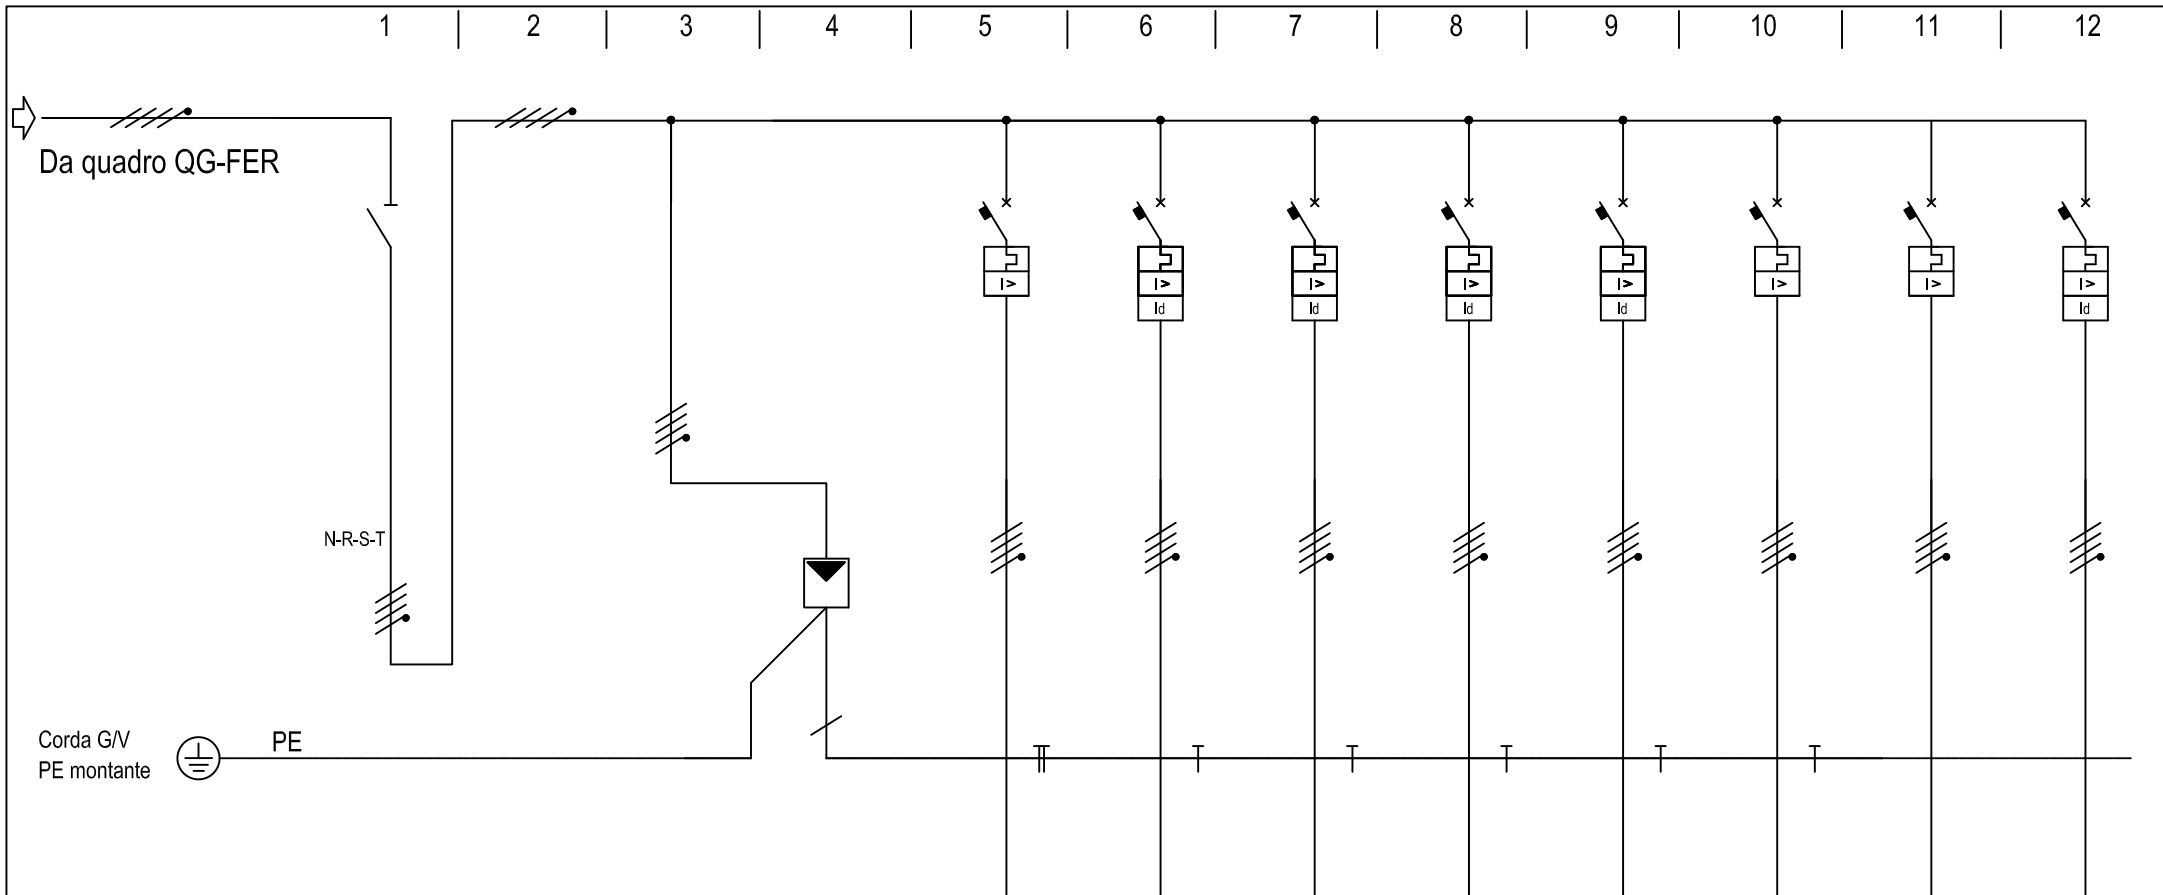 1 2 3 4 5 6 7 8 9 10 11 12
Da quadro QG-FER
I> I> I> I> I> I> I> I>
Id Id Id Id Id
N-R-S-T
Corda G/V
PE montante
PE